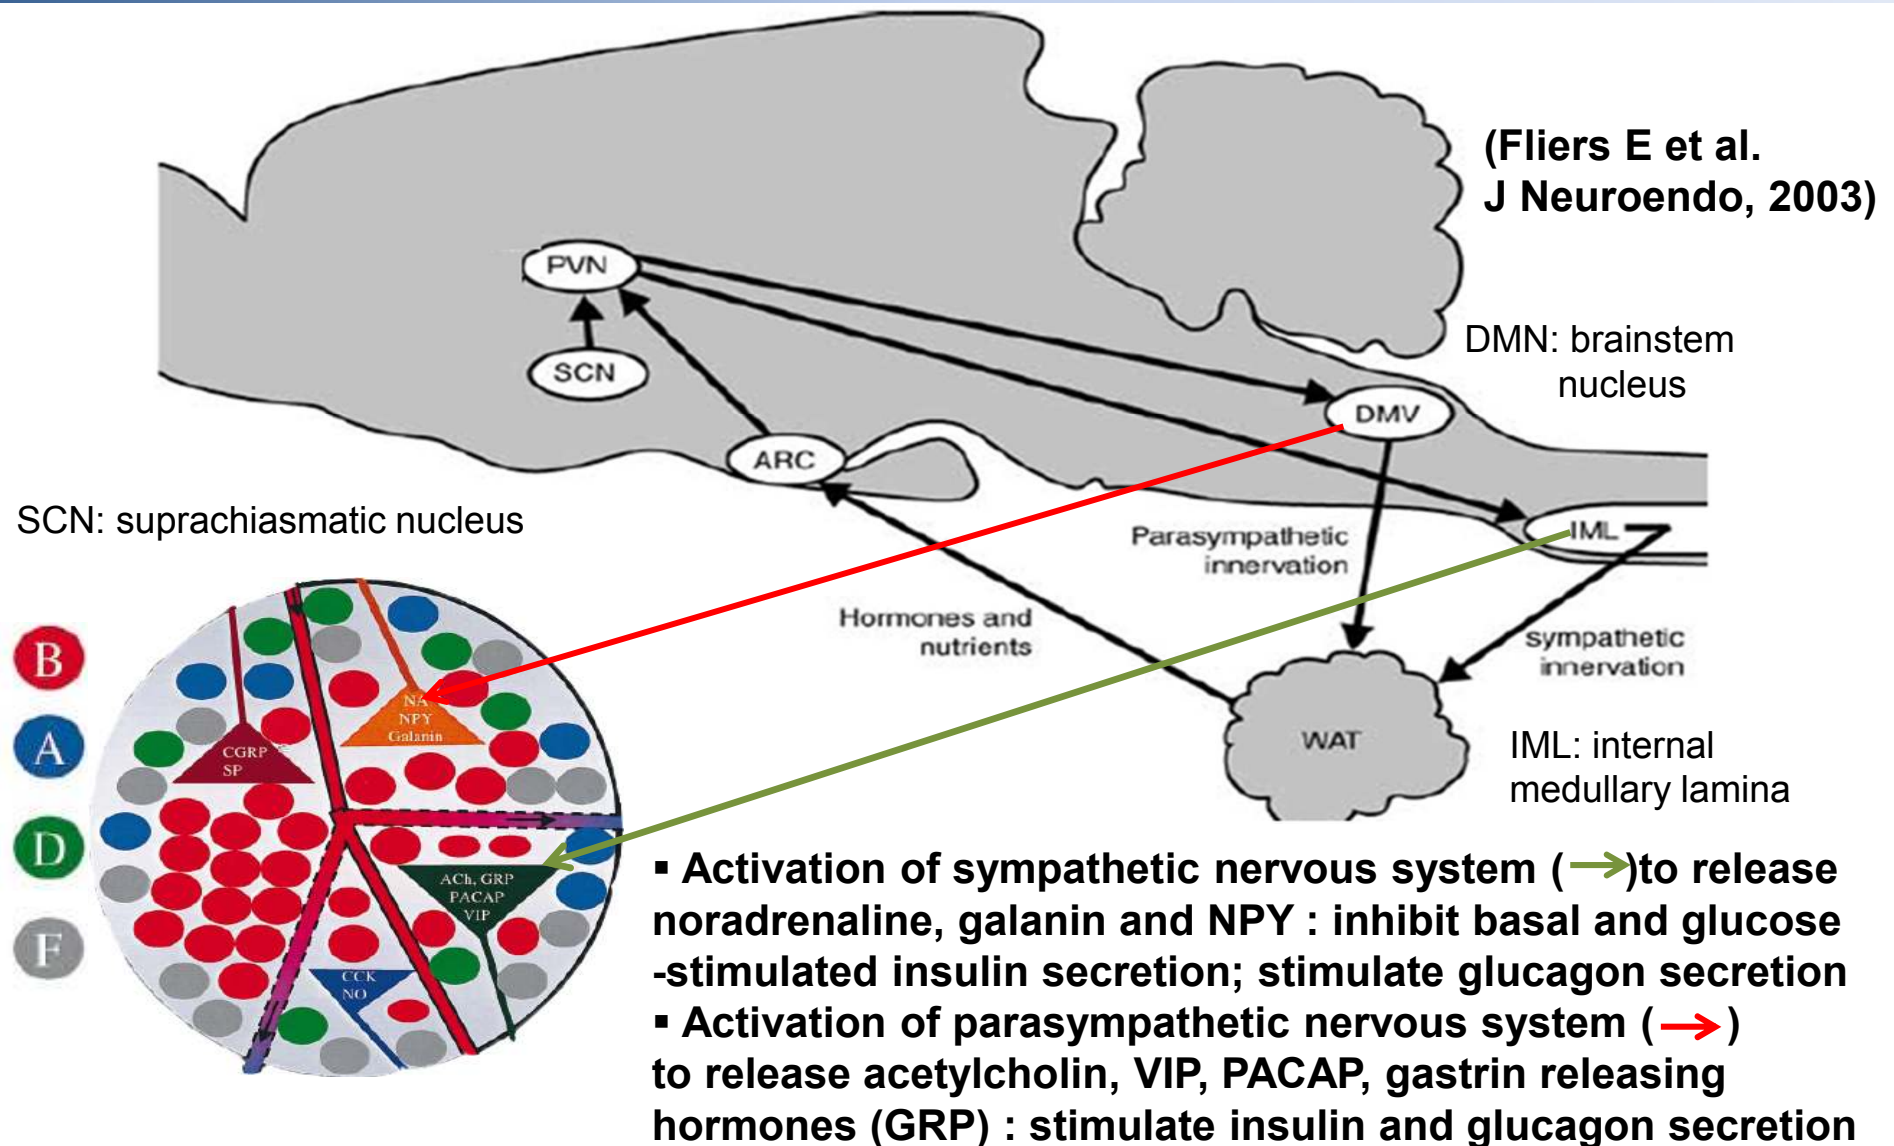 (Fliers E et al.
J Neuroendo, 2003)
PVN
SCN
ARC
DMN: brainstem
nucleus
DMV
IML
SCN: suprachiasmatic nucleus
Parasympathetic
innervation
Hormones and
nutrients
sympathetic
innervation
WAT
IML: internal
medullary lamina
B
A
D
F
NA
NPY
Galanin
CGRP
SP
ACh, GRP
PACAP
VIP
CCK
NO
▪ Activation of sympathetic nervous system ( )to release
noradrenaline, galanin and NPY : inhibit basal and glucose
-stimulated insulin secretion; stimulate glucagon secretion
▪ Activation of parasympathetic nervous system ( )
to release acetylcholin, VIP, PACAP, gastrin releasing
hormones (GRP) : stimulate insulin and glucagon secretion